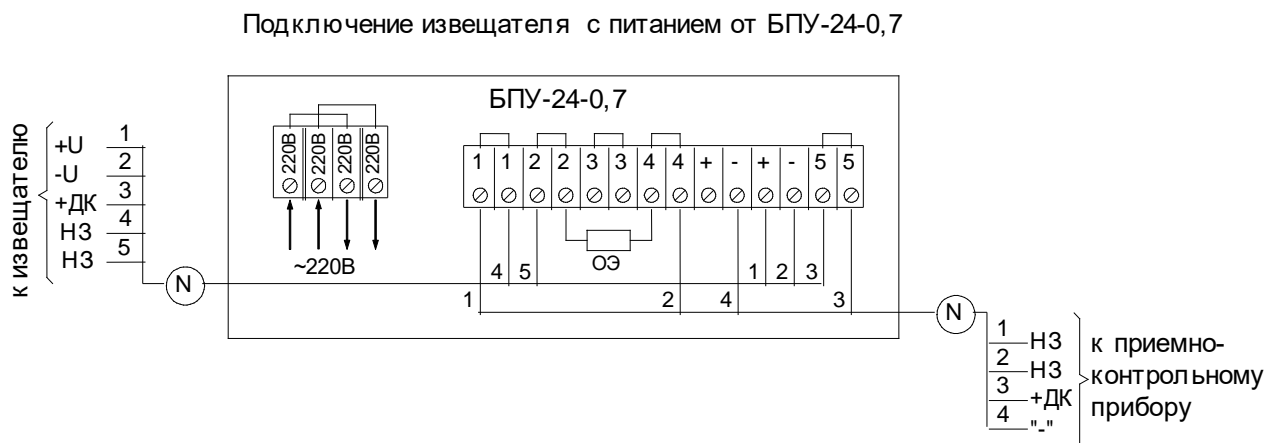 Подключение извещателя с питанием от БПУ-24-0,7
БПУ-24-0,7
к извещателю
+U 1
-U 2
+ДК 3
НЗ 4
НЗ 5
N
220В 220В 220В 220В
~220В
1 1 2 2 3 3 4 4 + - + - 5 5
ОЭ
4 5 1 2 3
1 2 4 3
N
1 НЗ
2 НЗ
3 +ДК
4 "-"
к приемно-
контрольному
прибору